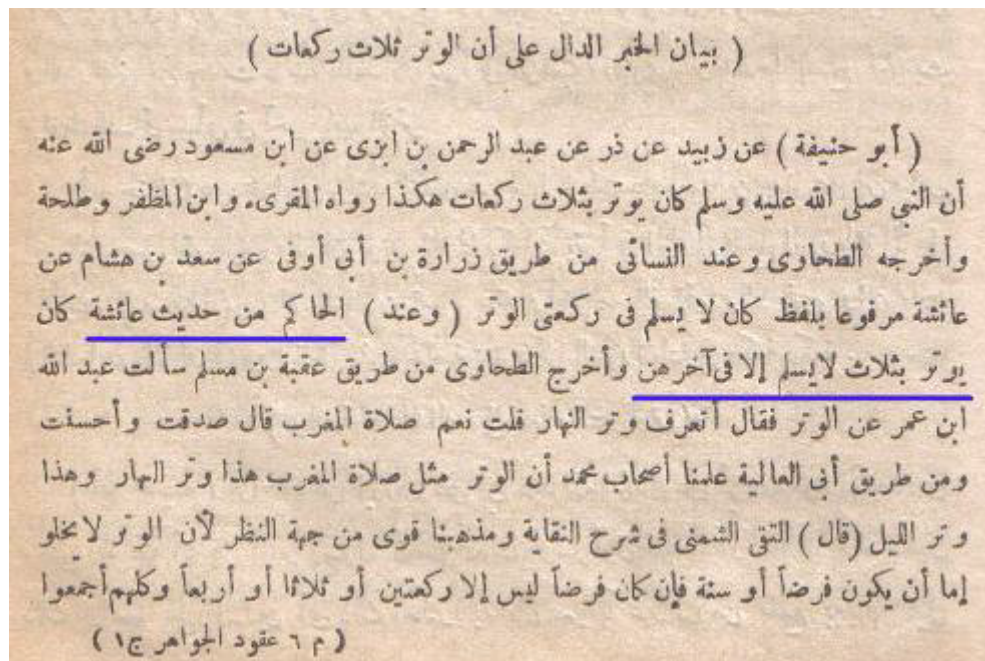 ( بيان الخبر الدال على أن الوتر ثلاث ركعات )
( أبو حنيفة ) عن زبيد عن ذر عن عبد الرحمن بن ابزى عن ابن مسعود رضى الله عنه
أن النبى صلى الله عليه وسلم كان يوتر بثلاث ركعات هكذا رواه المقرىء وابن المظفر وطلحة
وأخرجه الطحاوى وعند النسائى من طريق زرارة بن أبى أوفى عن سعد بن هشام عن
عائشة مرفوعا بلفظ كان لا يسلم فى ركعتى الوتر ( وعند ) الحاكم من حديث عائشة كان
يوتر بثلاث لايسلم إلا فى آخرهن وأخرج الطحاوى من طريق عقبة بن مسلم سألت عبد الله
ابن عمر عن الوتر فقال أتعرف وتر النهار قلت نعم صلاة المغرب قال صدقت وأحسنت
ومن طريق أبى العالية علمنا أصحاب محمد أن الوتر مثل صلاة المغرب هذا وتر النهار وهذا
وتر الليل (قال) التقى الشمنى فى شرح النقاية ومذهبنا قوى من جهة النظر لأن الوتر لا يخلو
إما أن يكون فرضاً أو سنة فإن كان فرضاً ليس إلا ركعتين أو ثلاثا أو أربعاً وكلهم أجمعوا
( م ٦ عقود الجواهر ج١ )